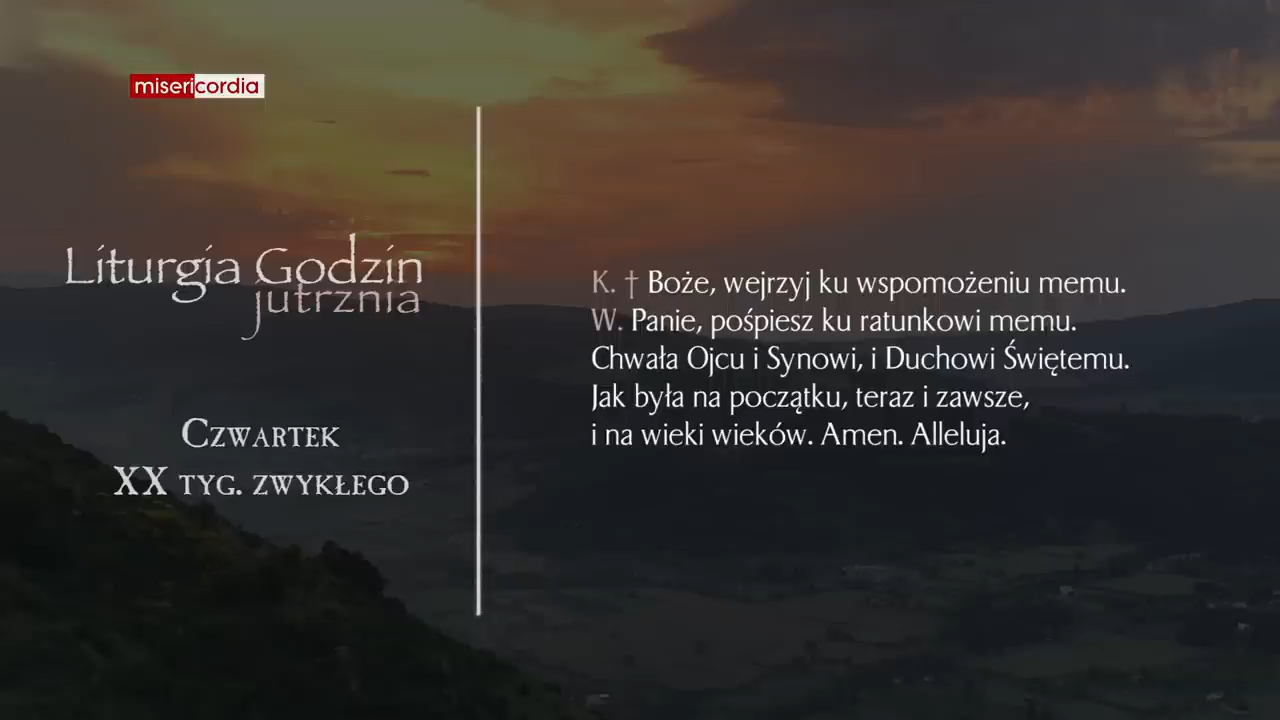 misericordia
Liturgia Godzin
jutrznia
Czwartek
XX tyg. zwykłego
K. † Boże, wejrzyj ku wspomożeniu memu.
W. Panie, pośpiesz ku ratunkowi memu.
Chwała Ojcu i Synowi, i Duchowi Świętemu.
Jak była na początku, teraz i zawsze,
i na wieki wieków. Amen. Alleluja.